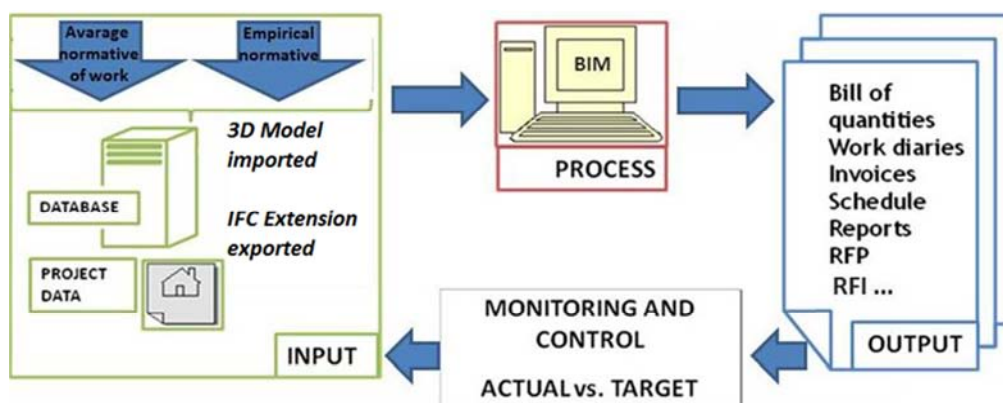 Avarage
normative
of work
Empirical
normative
3D Model
imported
DATABASE
IFC Extension
exported
PROJECT
DATA
INPUT
BIM
PROCESS
Bill of
quantities
Work diaries
Invoices
Schedule
Reports
RFP
RFI ...
OUTPUT
MONITORING AND
CONTROL
ACTUAL vs. TARGET